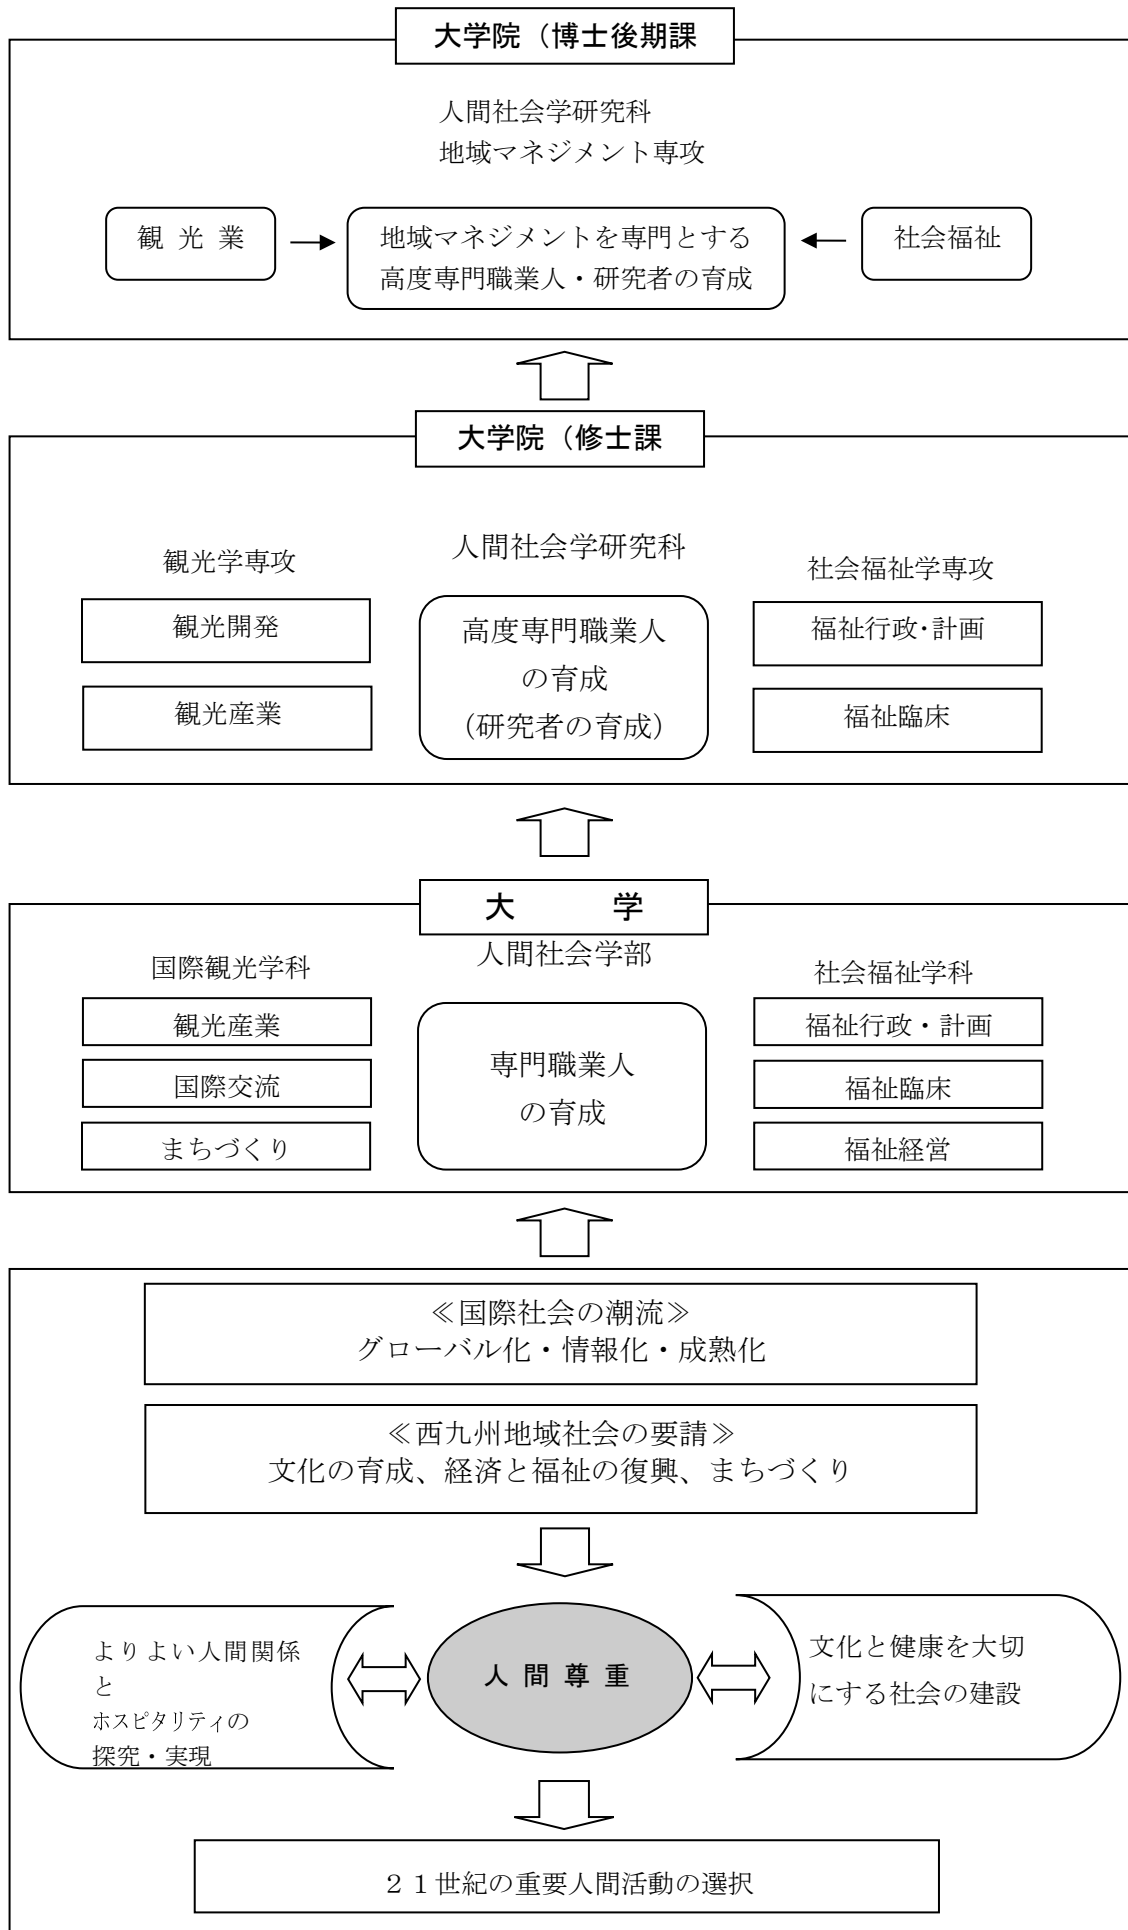 大学院（博士後期課
人間社会学研究科
地域マネジメント専攻
観 光 業
地域マネジメントを専門とする
高度専門職業人・研究者の育成
社会福祉
大学院（修士課
人間社会学研究科
観光学専攻
観光開発
観光産業
高度専門職業人
の育成
（研究者の育成）
社会福祉学専攻
福祉行政･計画
福祉臨床
大　　　学
人間社会学部
国際観光学科
観光産業
国際交流
まちづくり
専門職業人
の育成
社会福祉学科
福祉行政・計画
福祉臨床
福祉経営
≪国際社会の潮流≫
グローバル化・情報化・成熟化
≪西九州地域社会の要請≫
文化の育成、経済と福祉の復興、まちづくり
よりよい人間関係
と
ホスピタリティの
探究・実現
人 間 尊 重
文化と健康を大切
にする社会の建設
２１世紀の重要人間活動の選択